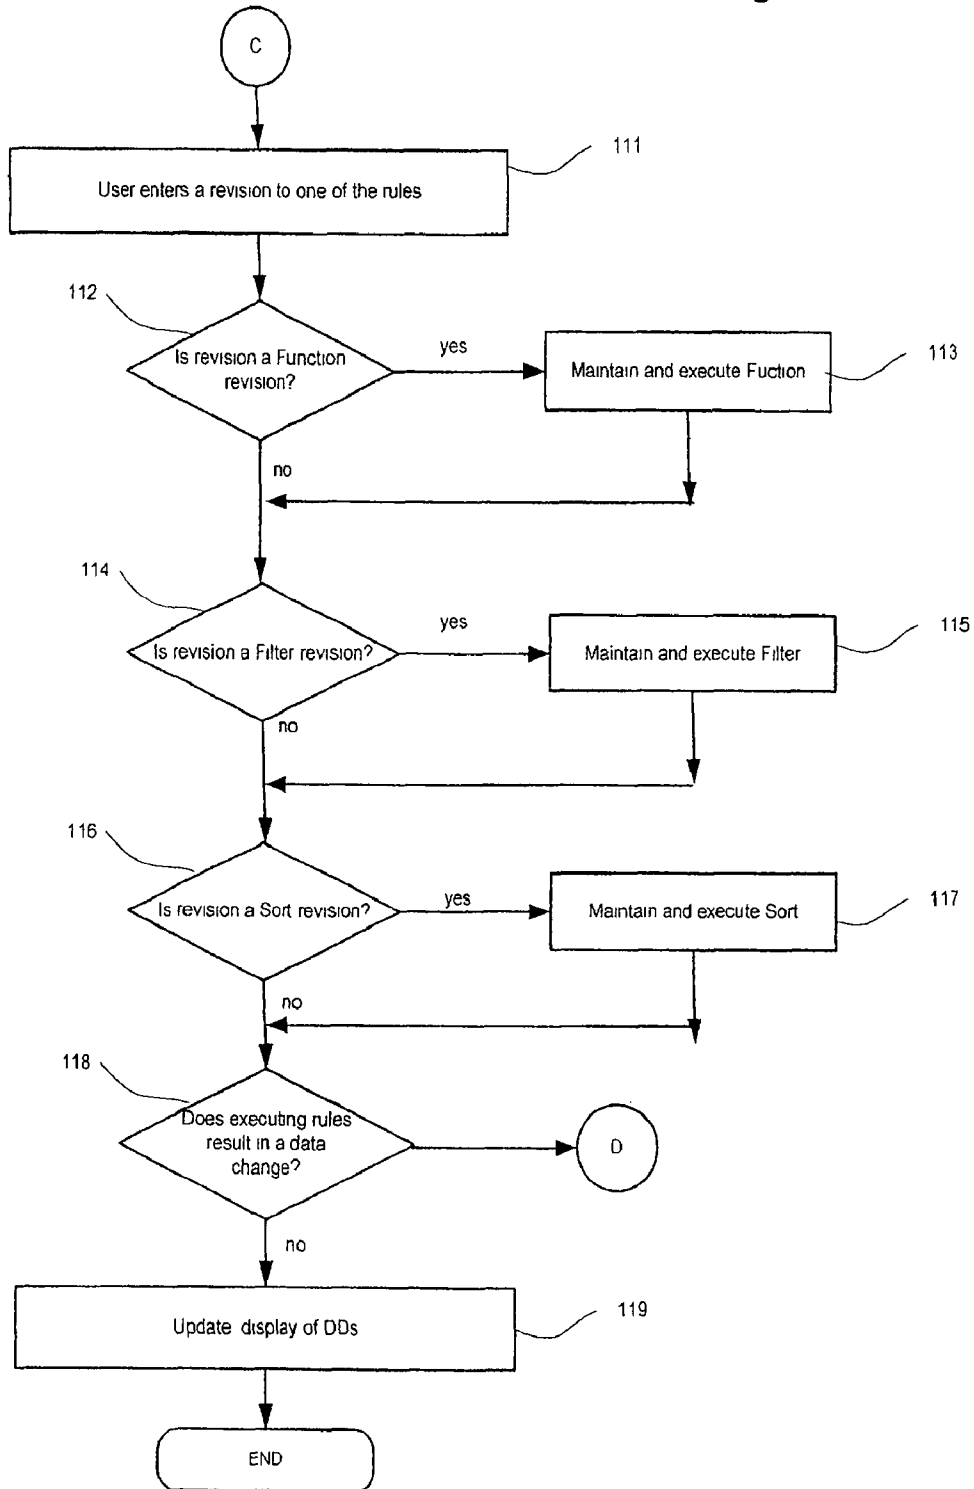 C
111
User enters a revision to one of the rules
112
Is revision a Function
revision?
yes
Maintain and execute Fuction
113
no
114
Is revision a Filter revision?
yes
Maintain and execute Filter
115
no
116
Is revision a Sort revision?
yes
Maintain and execute Sort
117
no
118
Does executing rules
result in a data
change?
D
no
Update display of DDs
119
END